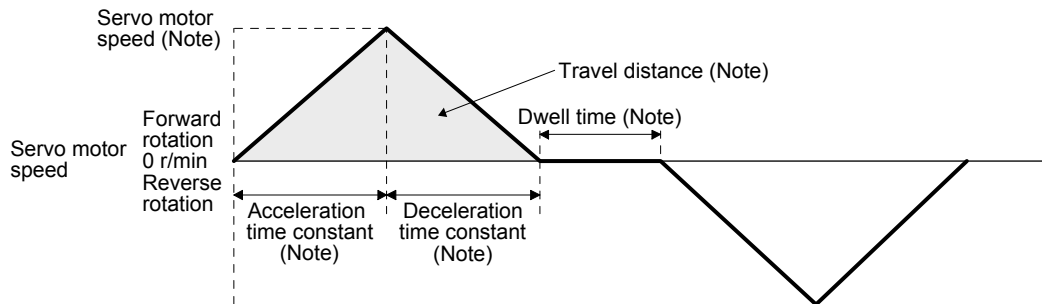 Servo motor
speed (Note)
Travel distance (Note)
Dwell time (Note)
Servo motor
speed
Forward
rotation
0 r/min
Reverse
rotation
Acceleration
time constant
(Note)
Deceleration
time constant
(Note)